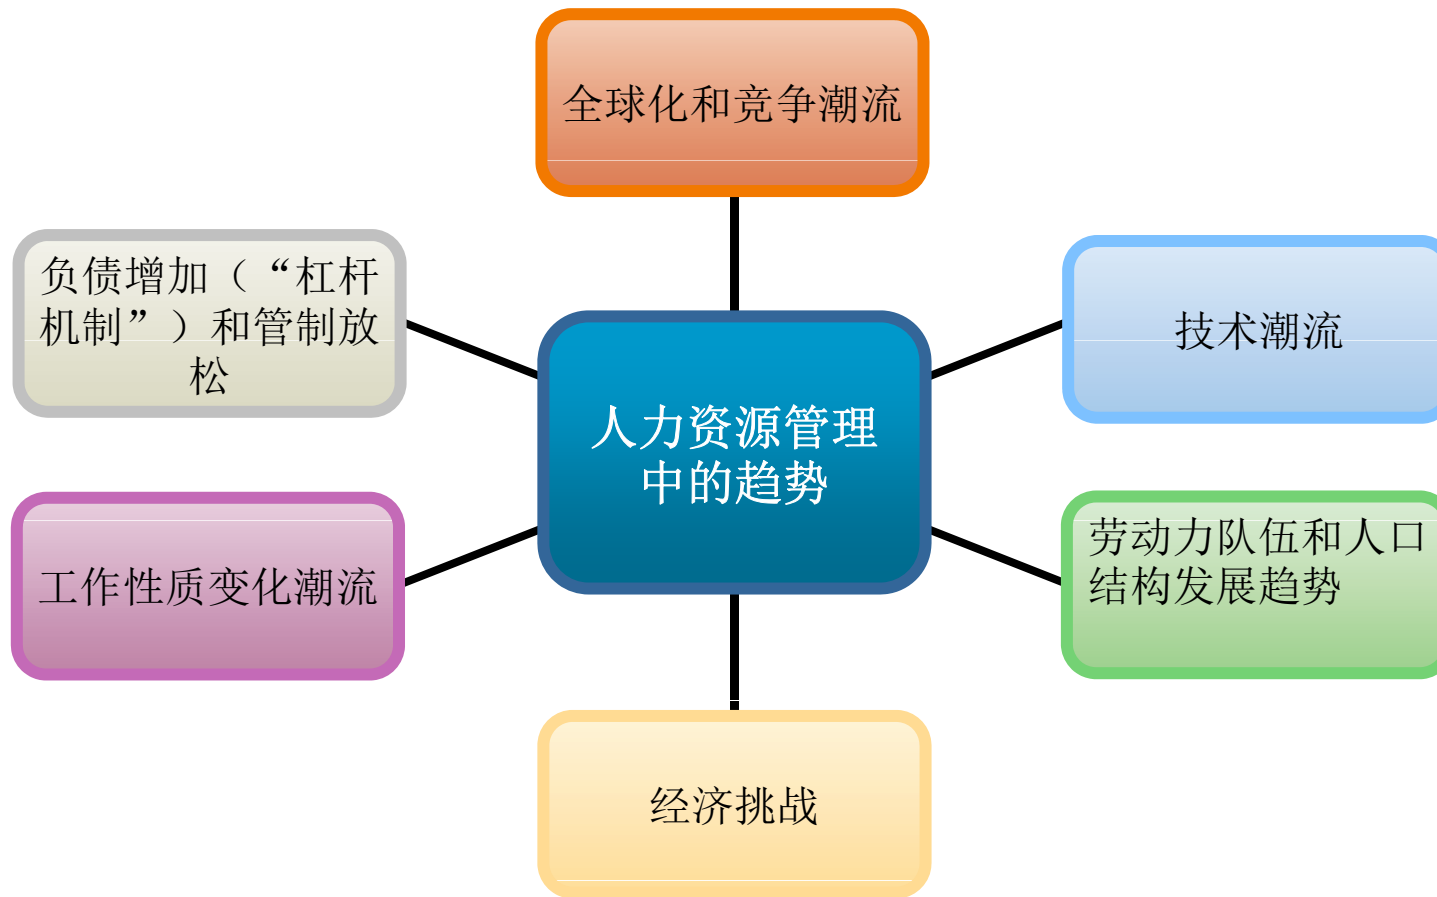 全球化和竞争潮流
负债增加（“杠杆
机制”）和管制放
松
技术潮流
人力资源管理
中的趋势
工作性质变化潮流
劳动力队伍和人口
结构发展趋势
经济挑战